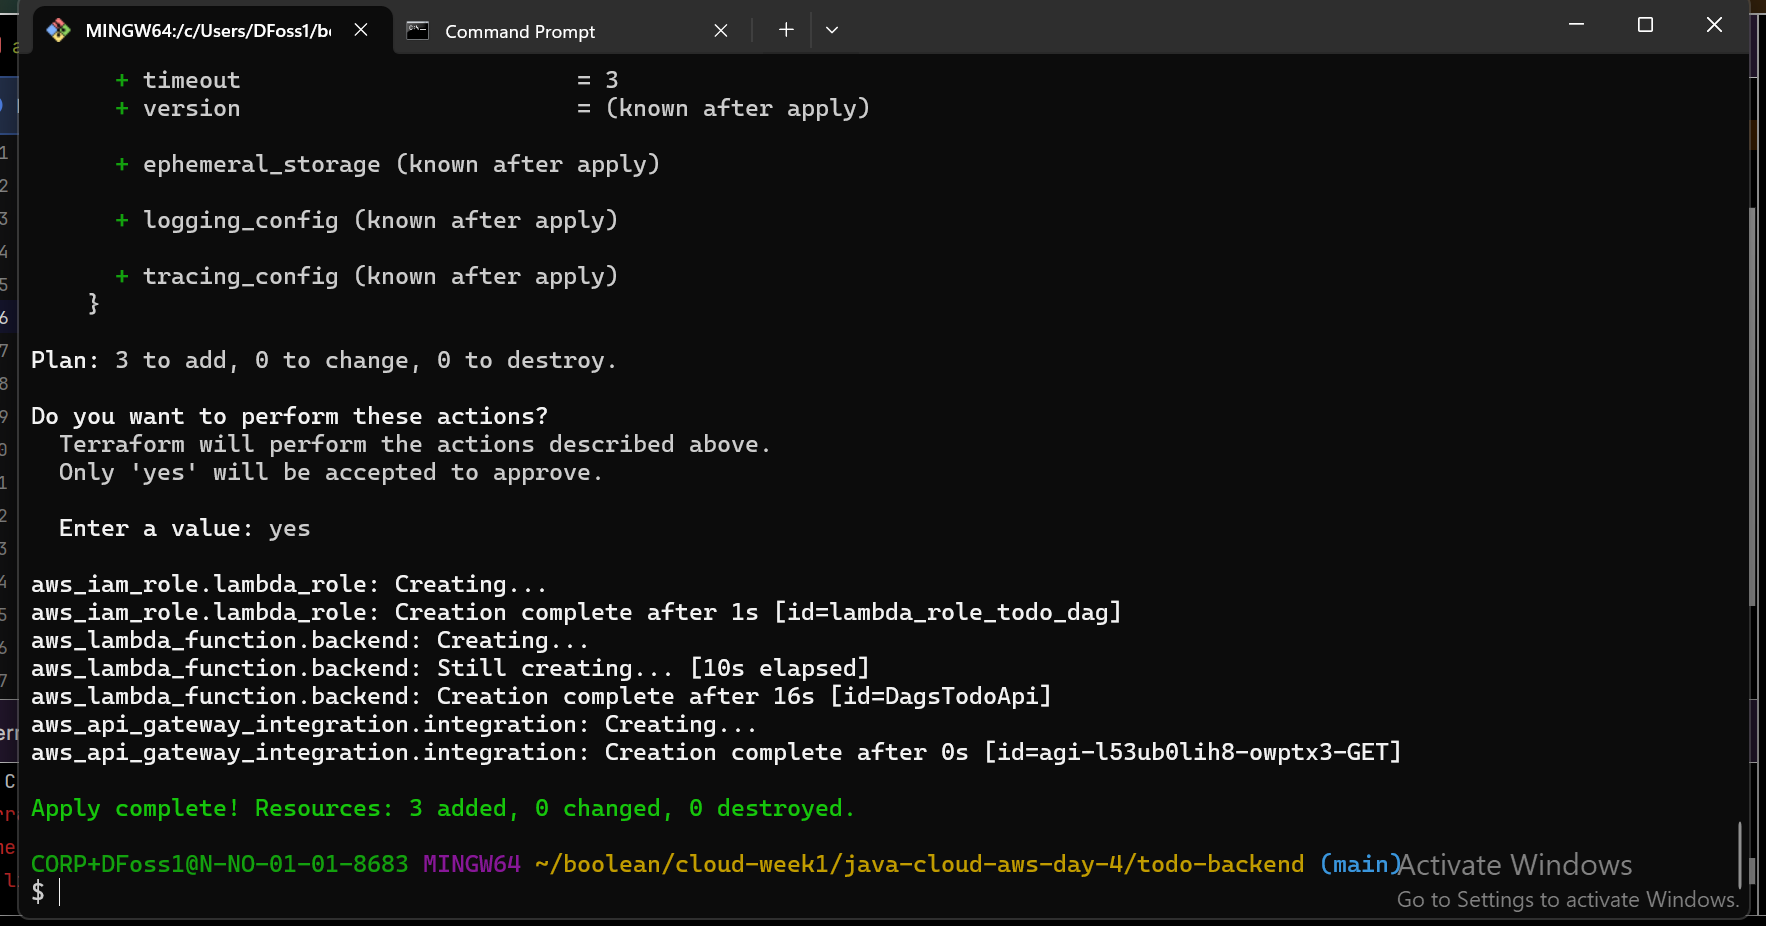 MINGW64:/c/Users/DFoss1/b
Command Prompt
+ timeout = 3
+ version = (known after apply)
+ ephemeral_storage (known after apply)
+ logging_config (known after apply)
+ tracing_config (known after apply)
}
Plan: 3 to add, 0 to change, 0 to destroy.
Do you want to perform these actions?
Terraform will perform the actions described above.
Only 'yes' will be accepted to approve.
Enter a value: yes
aws_iam_role.lambda_role: Creating...
aws_iam_role.lambda_role: Creation complete after 1s [id=lambda_role_todo_dag]
aws_lambda_function.backend: Creating...
aws_lambda_function.backend: Still creating... [10s elapsed]
aws_lambda_function.backend: Creation complete after 16s [id=DagsTodoApi]
aws_api_gateway_integration.integration: Creating...
aws_api_gateway_integration.integration: Creation complete after 0s [id=agi-l53ub0lih8-owptx3-GET]
Apply complete! Resources: 3 added, 0 changed, 0 destroyed.
CORP+DFoss1@N-NO-01-01-8683 MINGW64 ~/boolean/cloud-week1/java-cloud-aws-day-4/todo-backend (main)
$
Activate Windows
Go to Settings to activate Windows.